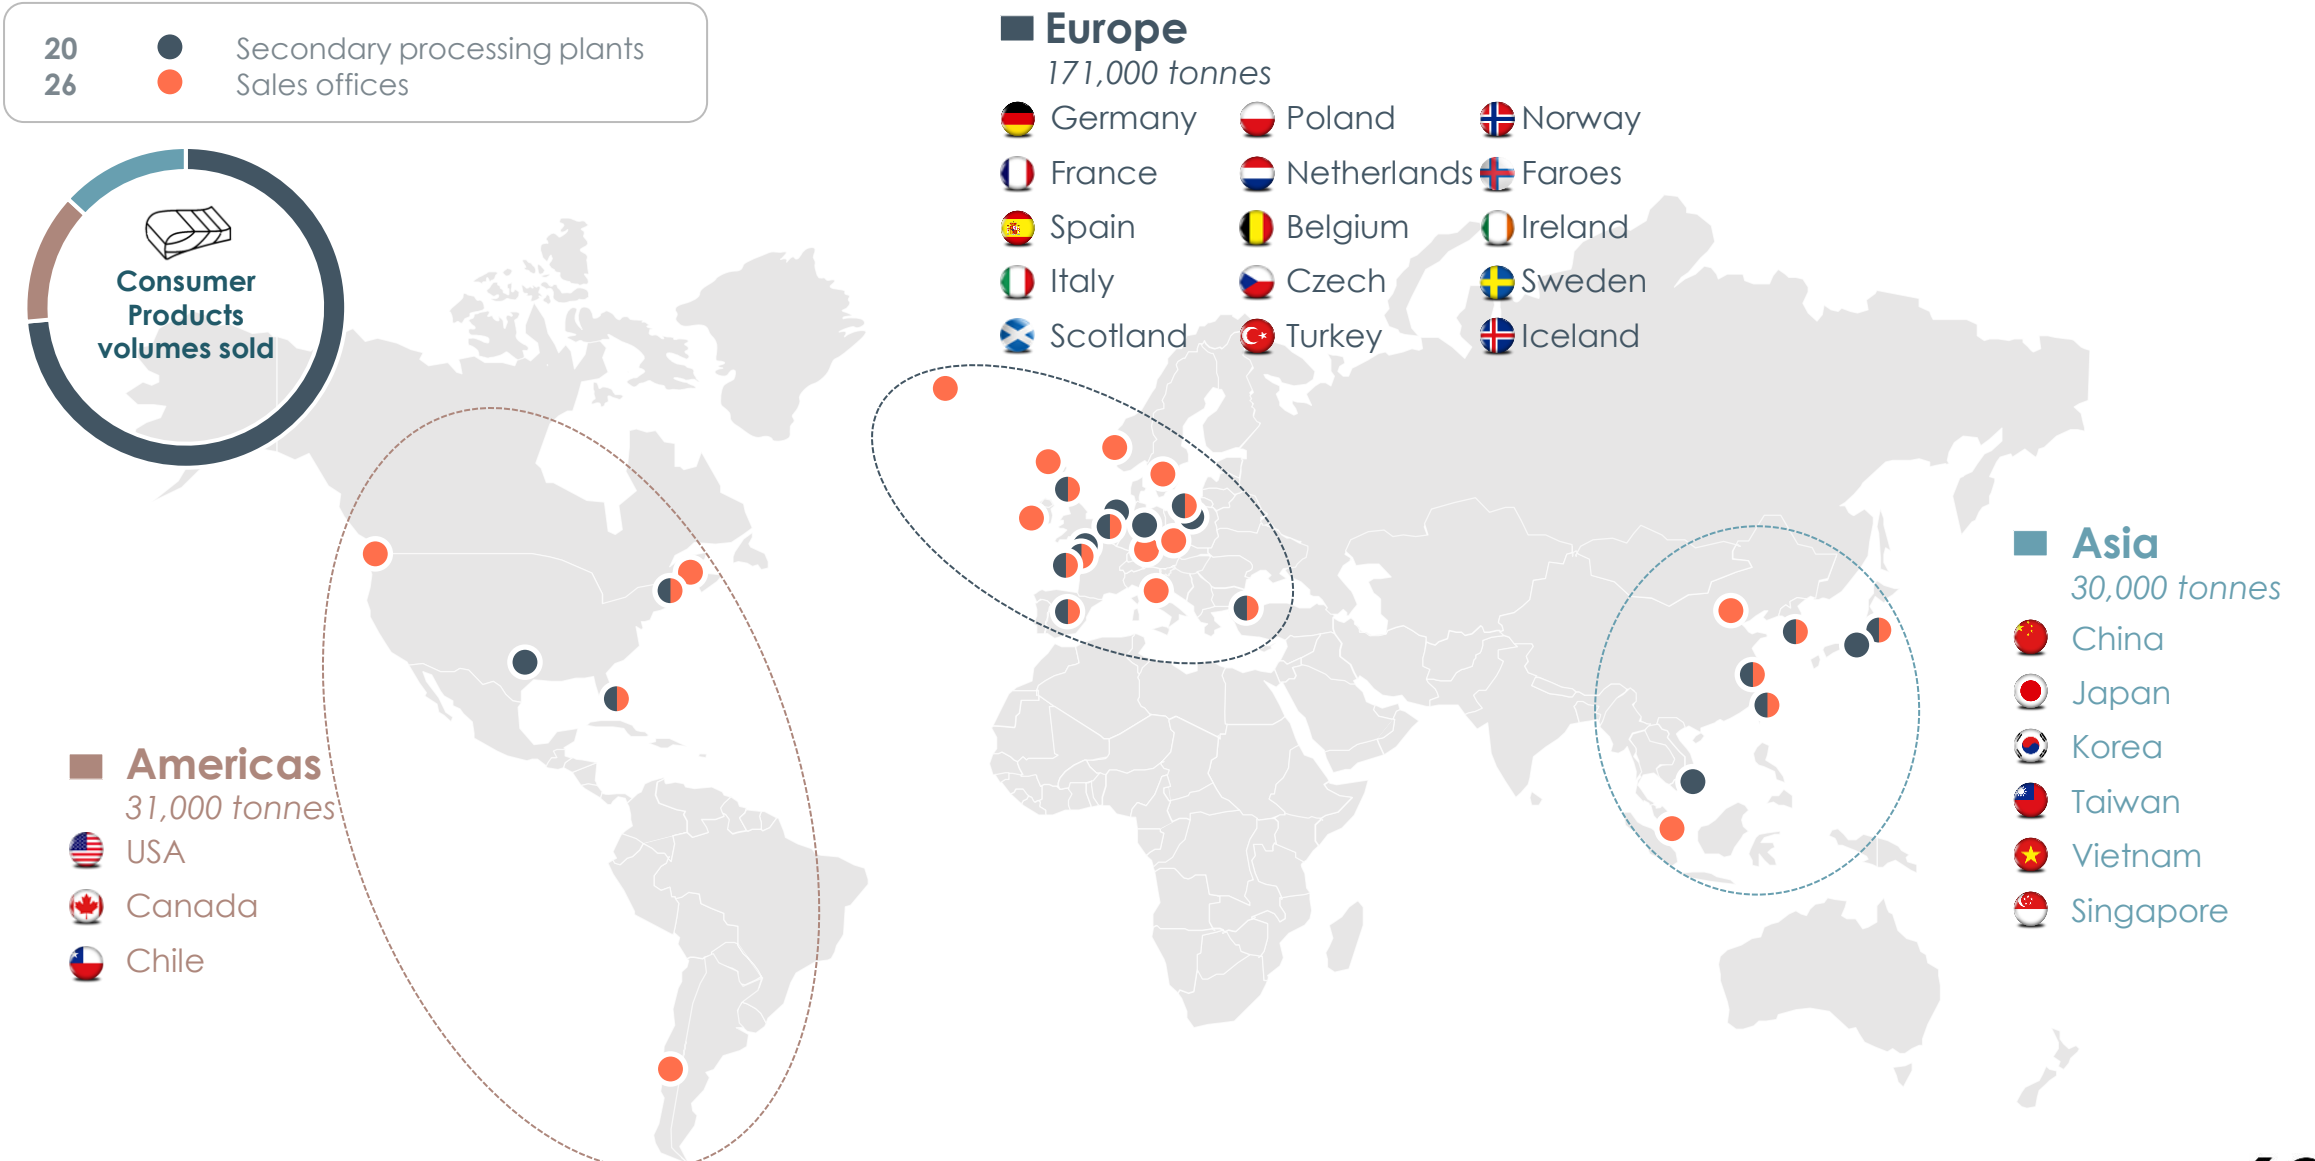 20 Secondary processing plants
26 Sales offices
Consumer
Products
volumes sold
Europe
171,000 tonnes
Germany Poland Norway
France Netherlands Faroes
Spain Belgium Ireland
Italy Czech Sweden
Scotland Turkey Iceland
Americas
31,000 tonnes
USA
Canada
Chile
Asia
30,000 tonnes
China
Japan
Korea
Taiwan
Vietnam
Singapore